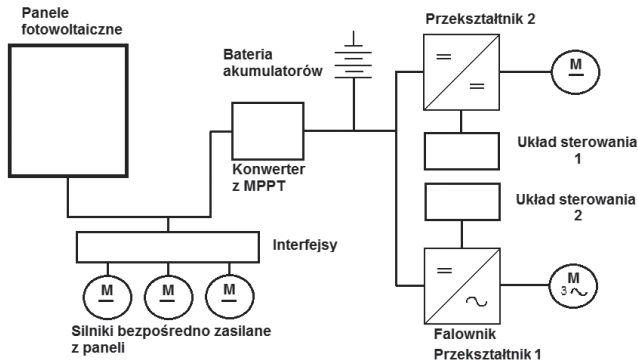 Panele
fotowoltaiczne
Przekształtnik 2
Bateria
akumulatorów
M
Układ sterowania
1
Konwerter
z MPPT
Układ sterowania
2
Interfejsy
M
M
M
M
3
Silniki bezpośredno zasilane
z paneli
Falownik
Przekształtnik 1